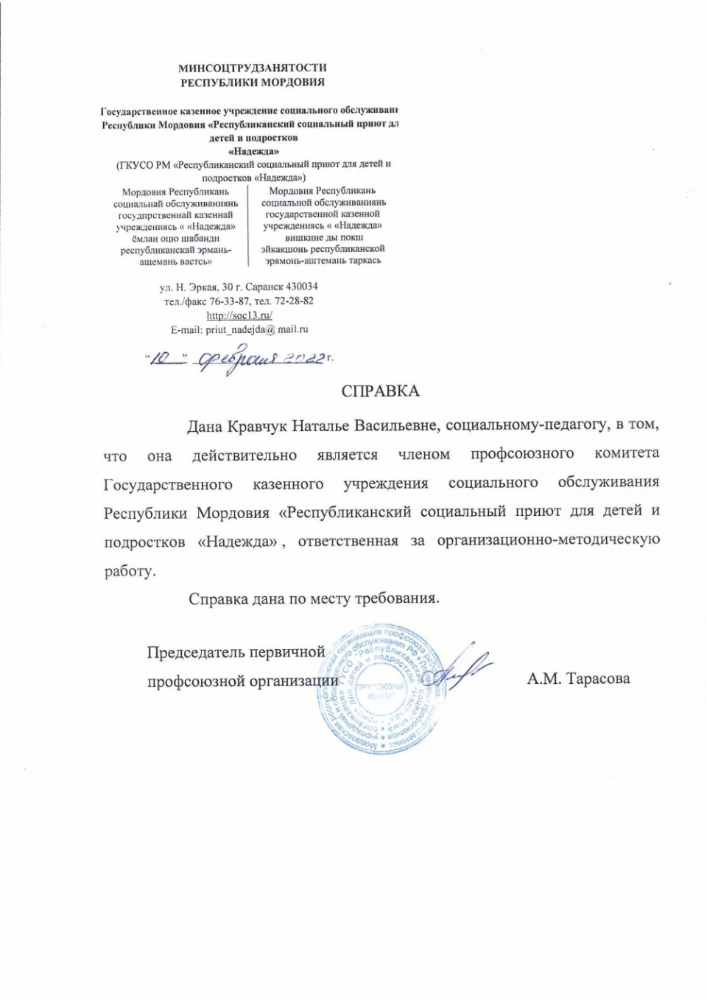 МИНСОЦТРУДЗАНЯТОСТИ
РЕСПУБЛИКИ МОРДОВИЯ
Государственное казенное учреждение социального обслуживани
Республики Мордовия «Республиканский социальный приют дл
детей и подростков
«Надежда»
(ГКУСО РМ «Республиканский социальный приют для детей и
подростков «Надежда»)
Мордовия Республикань
социальнай обслуживаниянь
госудпрственнай казеннай
учреждениясь « «Надежда»
ёмлаи ошо шабанди
республиканскай эрмань-
ащемань вастсь»
Мордовия Республикань
социальной обслуживаниянь
государственной казенной
учреждениясь « «Надежда»
вишкине ды покш
эйкакшонь республиканской
эрямонь-аштемань таркась
ул. Н. Эркая, 30 г. Саранск 430034
тел./факс 76-33-87, тел. 72-28-82
http://soc13.ru/
E-mail: priut_nadejda@ mail.ru
“10” февраля 2022 г.
СПРАВКА
Дана Кравчук Наталье Васильевне, социальному-педагогу, в том,
что она действительно является членом профсоюзного комитета
Государственного казенного учреждения социального обслуживания
Республики Мордовия «Республиканский социальный приют для детей и
подростков «Надежда» , ответственная за организационно-методическую
работу.
Справка дана по месту требования.
Председатель первичной
профсоюзной организации
А.М. Тарасова
ПРОФСОЮЗНЫЙ
КОМИТЕТ